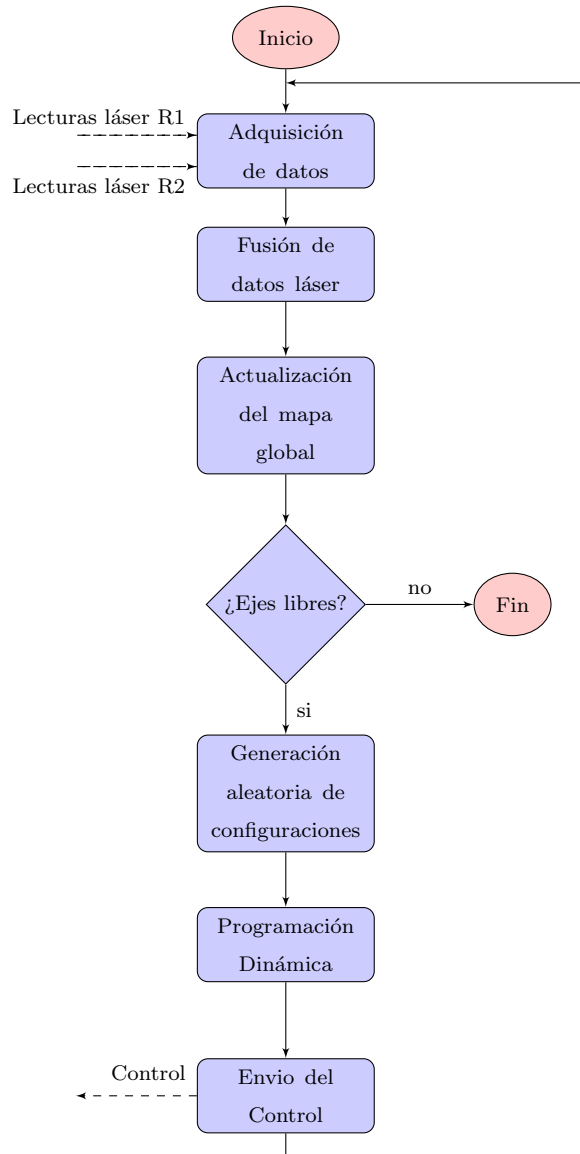 Inicio
Lecturas láser R1
Adquisición
de datos
Lecturas láser R2
Fusión de
datos láser
Actualización
del mapa
global
¿Ejes libres?
no
Fin
si
Generación
aleatoria de
configuraciones
Programación
Dinámica
Control
Envio del
Control